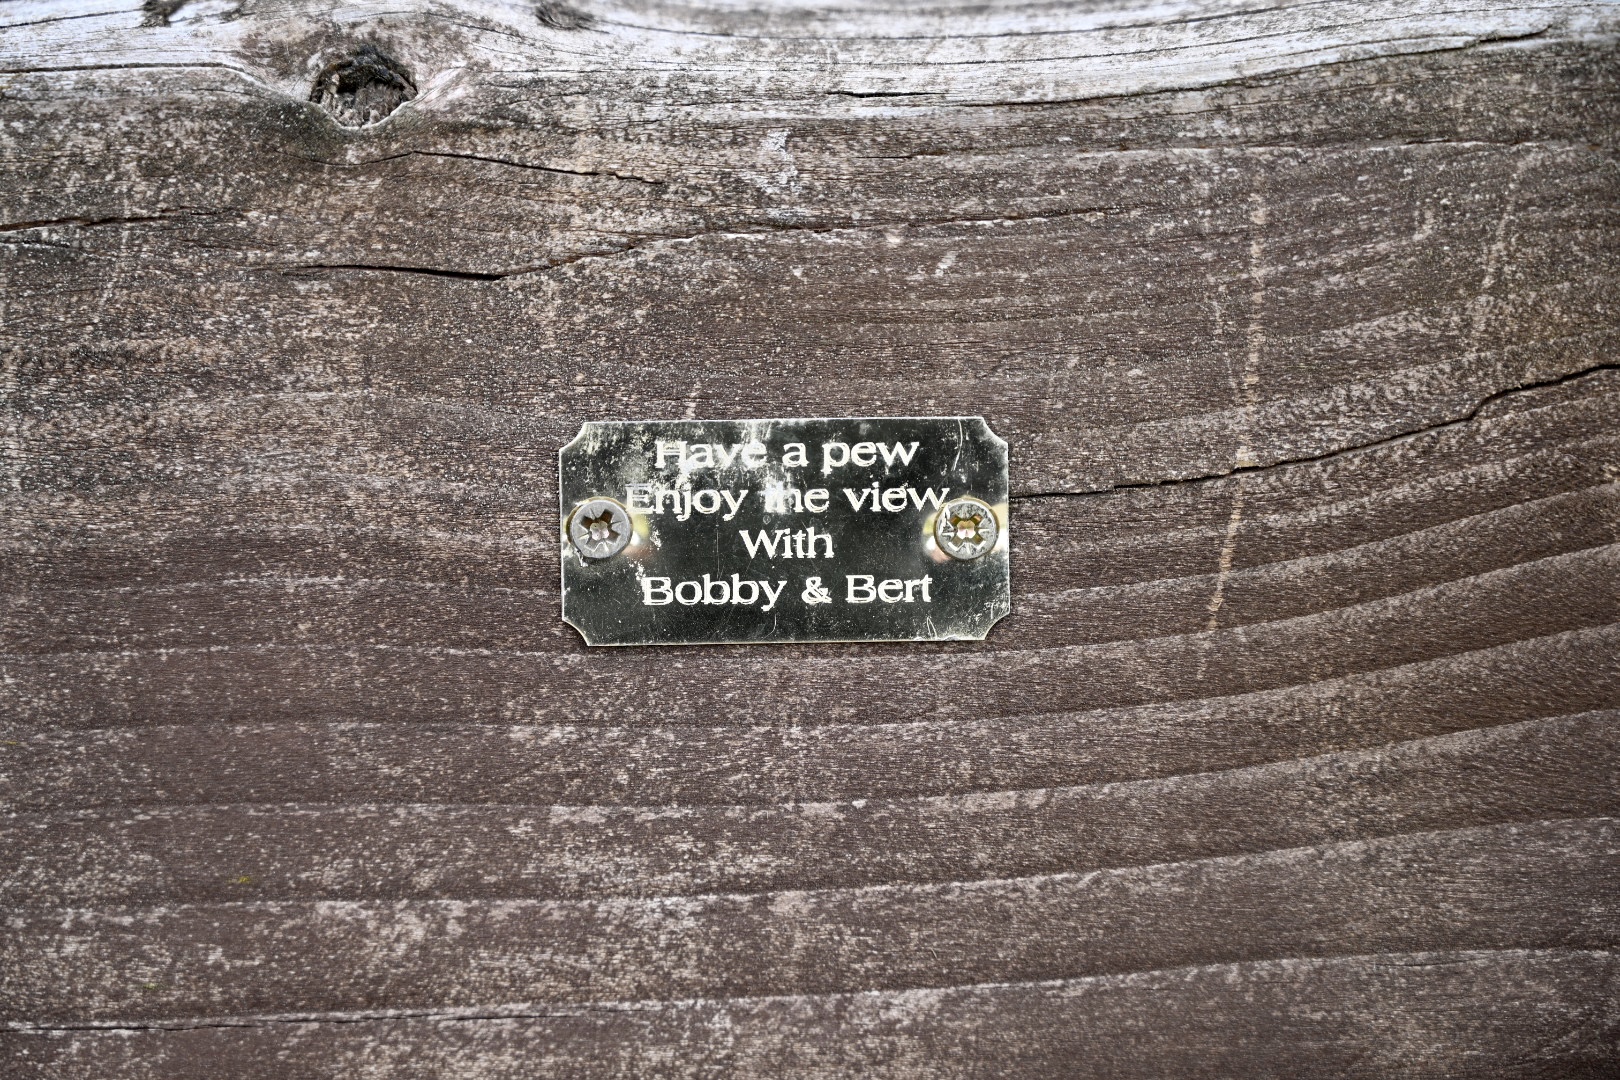 Have a pew
Enjoy the view
With
Bobby & Bert